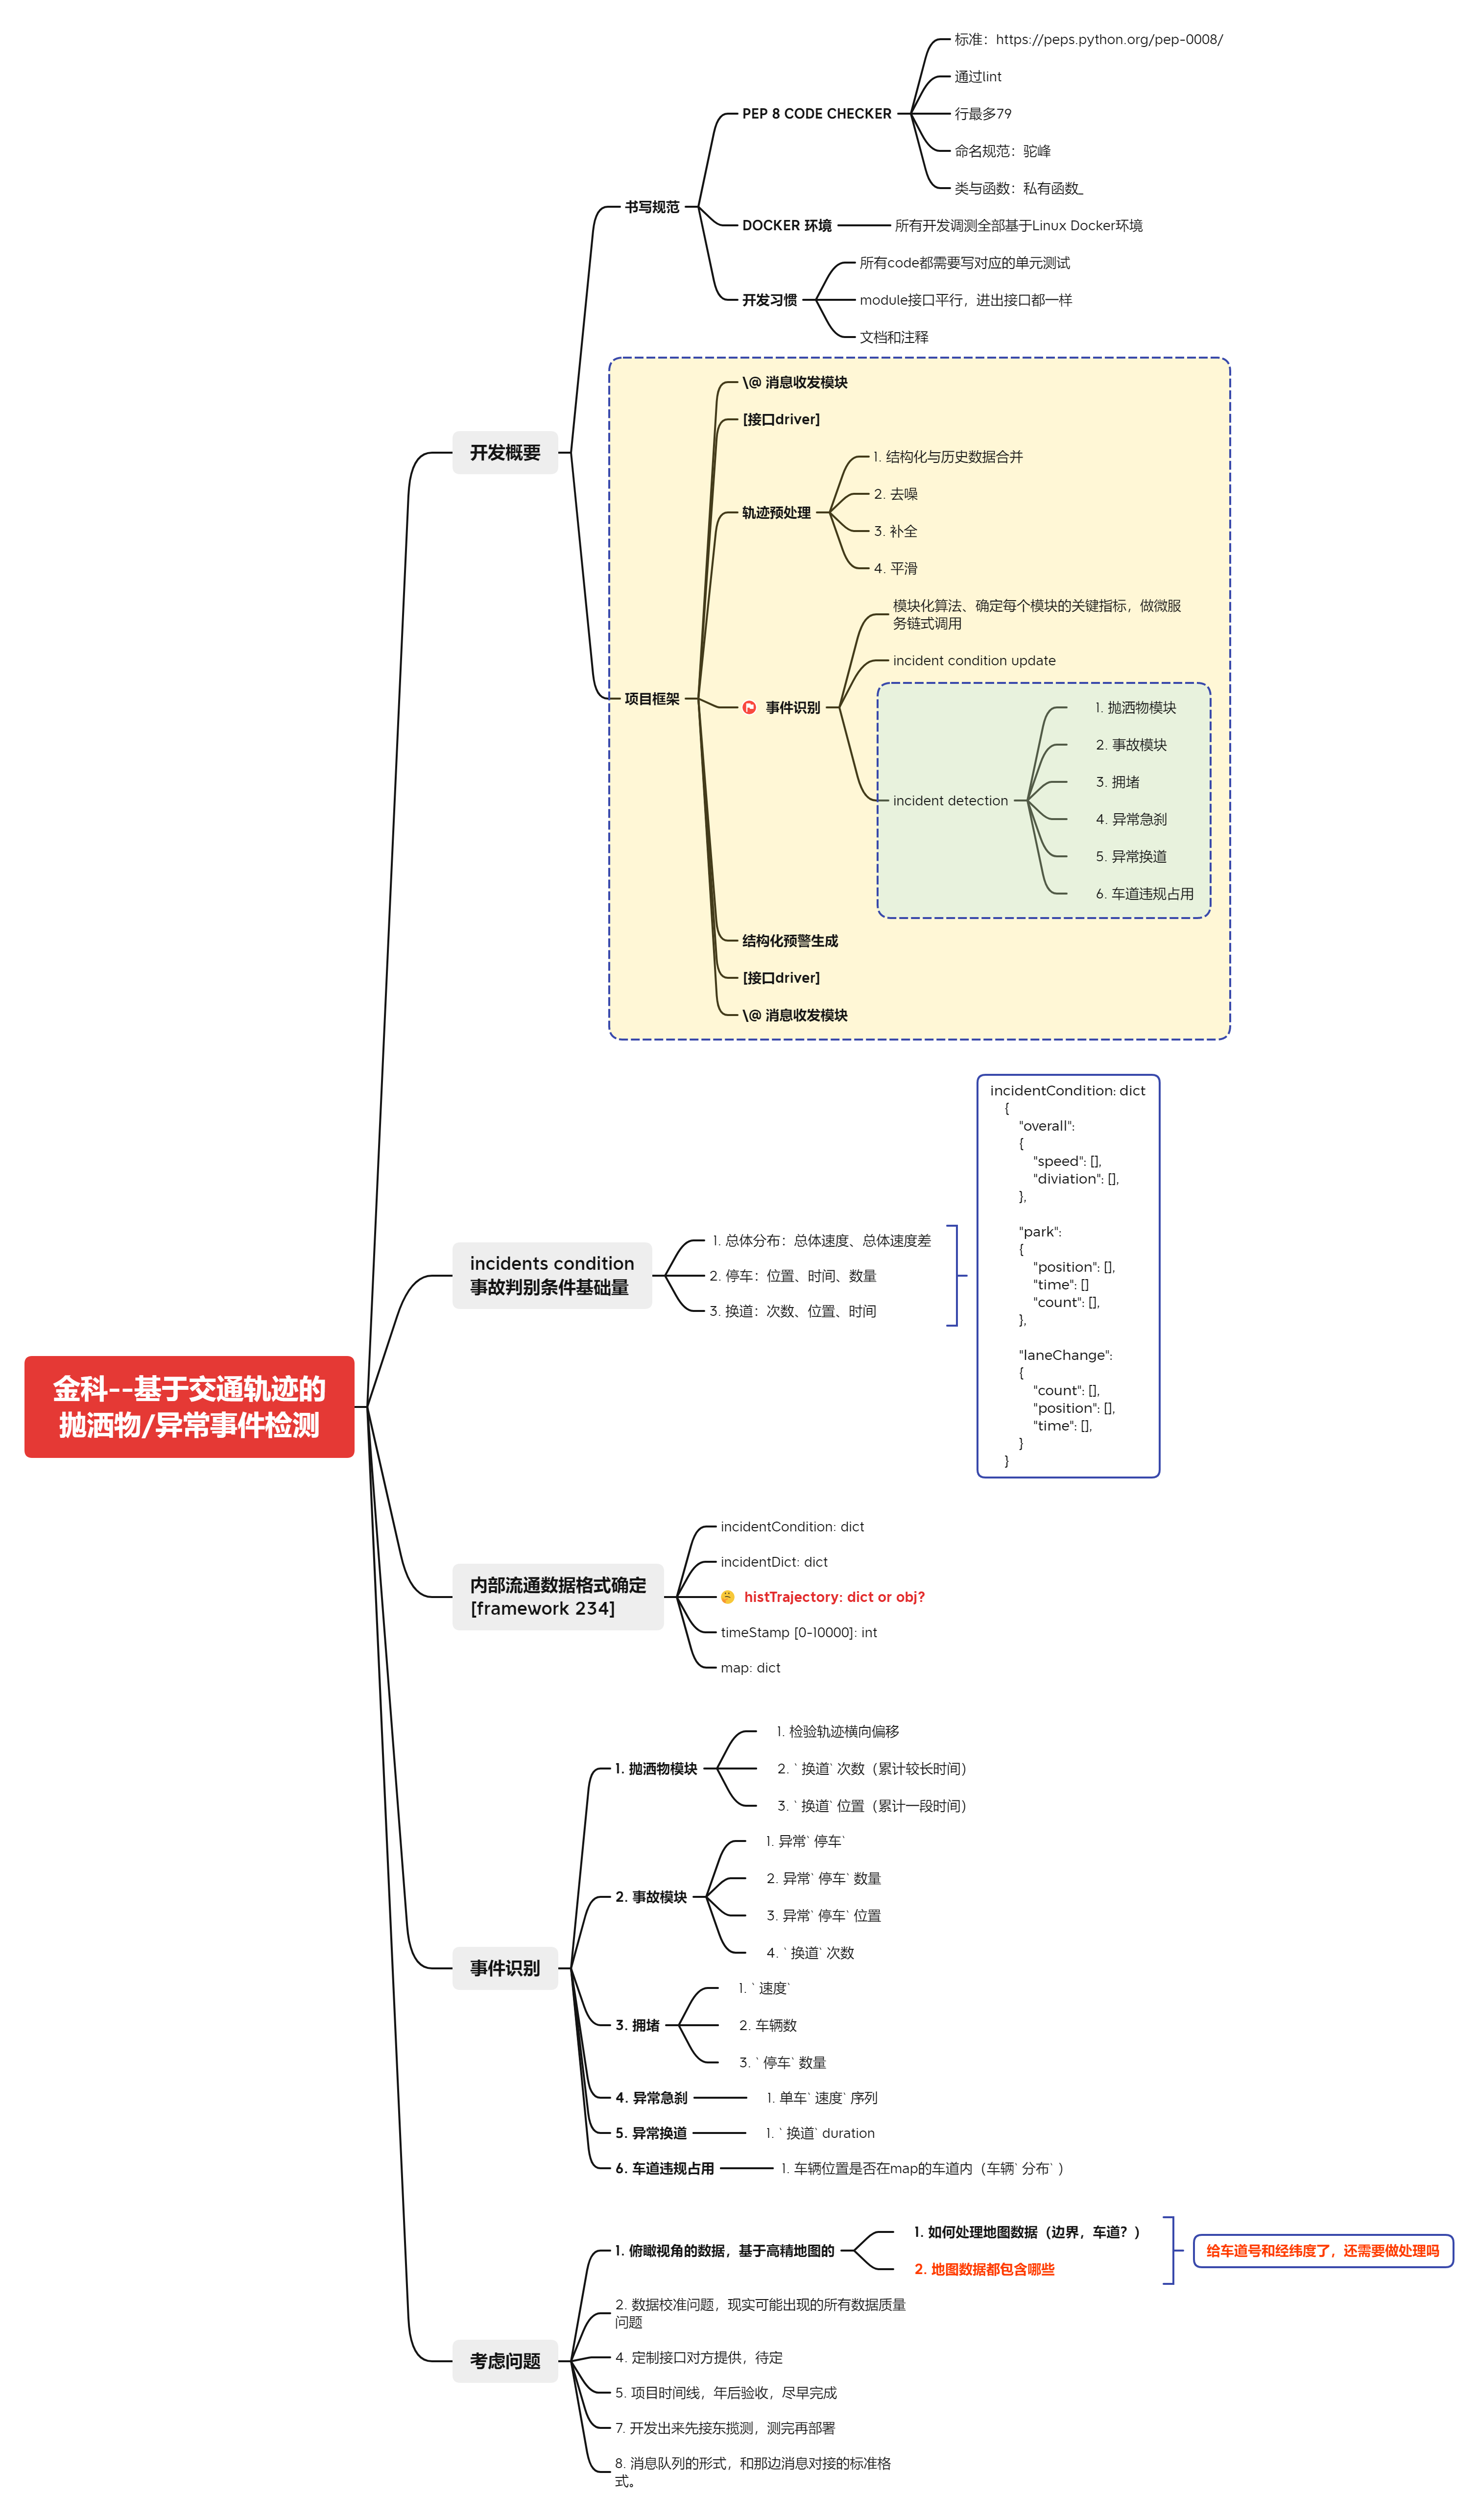 金科--基于交通轨迹的
抛洒物/异常事件检测
开发概要
书写规范
PEP 8 CODE CHECKER
标准：https://peps.python.org/pep-0008/
通过lint
行最多79
命名规范：驼峰
类与函数：私有函数_
DOCKER 环境
所有开发调测全部基于Linux Docker环境
开发习惯
所有code都需要写对应的单元测试
module接口平行，进出接口都一样
文档和注释
项目框架
\@ 消息收发模块
[接口driver]
轨迹预处理
1. 结构化与历史数据合并
2. 去噪
3. 补全
4. 平滑
事件识别
模块化算法、确定每个模块的关键指标，做微服
务链式调用
incident condition update
incident detection
1. 抛洒物模块
2. 事故模块
3. 拥堵
4. 异常急刹
5. 异常换道
6. 车道违规占用
结构化预警生成
[接口driver]
\@ 消息收发模块
incidents condition
事故判别条件基础量
1. 总体分布：总体速度、总体速度差
2. 停车：位置、时间、数量
3. 换道：次数、位置、时间
incidentCondition: dict
{
"overall":
{
"speed": [],
"diviation": [],
},
"park":
{
"position": [],
"time": []
"count": [],
},
"laneChange":
{
"count": [],
"position": [],
"time": [],
}
}
内部流通数据格式确定
[framework 234]
incidentCondition: dict
incidentDict: dict
histTrajectory: dict or obj?
timeStamp [0-10000]: int
map: dict
事件识别
1. 抛洒物模块
1. 检验轨迹横向偏移
2. ` 换道` 次数（累计较长时间）
3. ` 换道` 位置（累计一段时间）
2. 事故模块
1. 异常` 停车`
2. 异常` 停车` 数量
3. 异常` 停车` 位置
4. ` 换道` 次数
3. 拥堵
1. ` 速度`
2. 车辆数
3. ` 停车` 数量
4. 异常急刹
1. 单车` 速度` 序列
5. 异常换道
1. ` 换道` duration
6. 车道违规占用
1. 车辆位置是否在map的车道内（车辆` 分布` ）
考虑问题
1. 俯瞰视角的数据，基于高精地图的
1. 如何处理地图数据（边界，车道？）
2. 地图数据都包含哪些
给车道号和经纬度了，还需要做处理吗
2. 数据校准问题，现实可能出现的所有数据质量
问题
4. 定制接口对方提供，待定
5. 项目时间线，年后验收，尽早完成
7. 开发出来先接东揽测，测完再部署
8. 消息队列的形式，和那边消息对接的标准格
式。